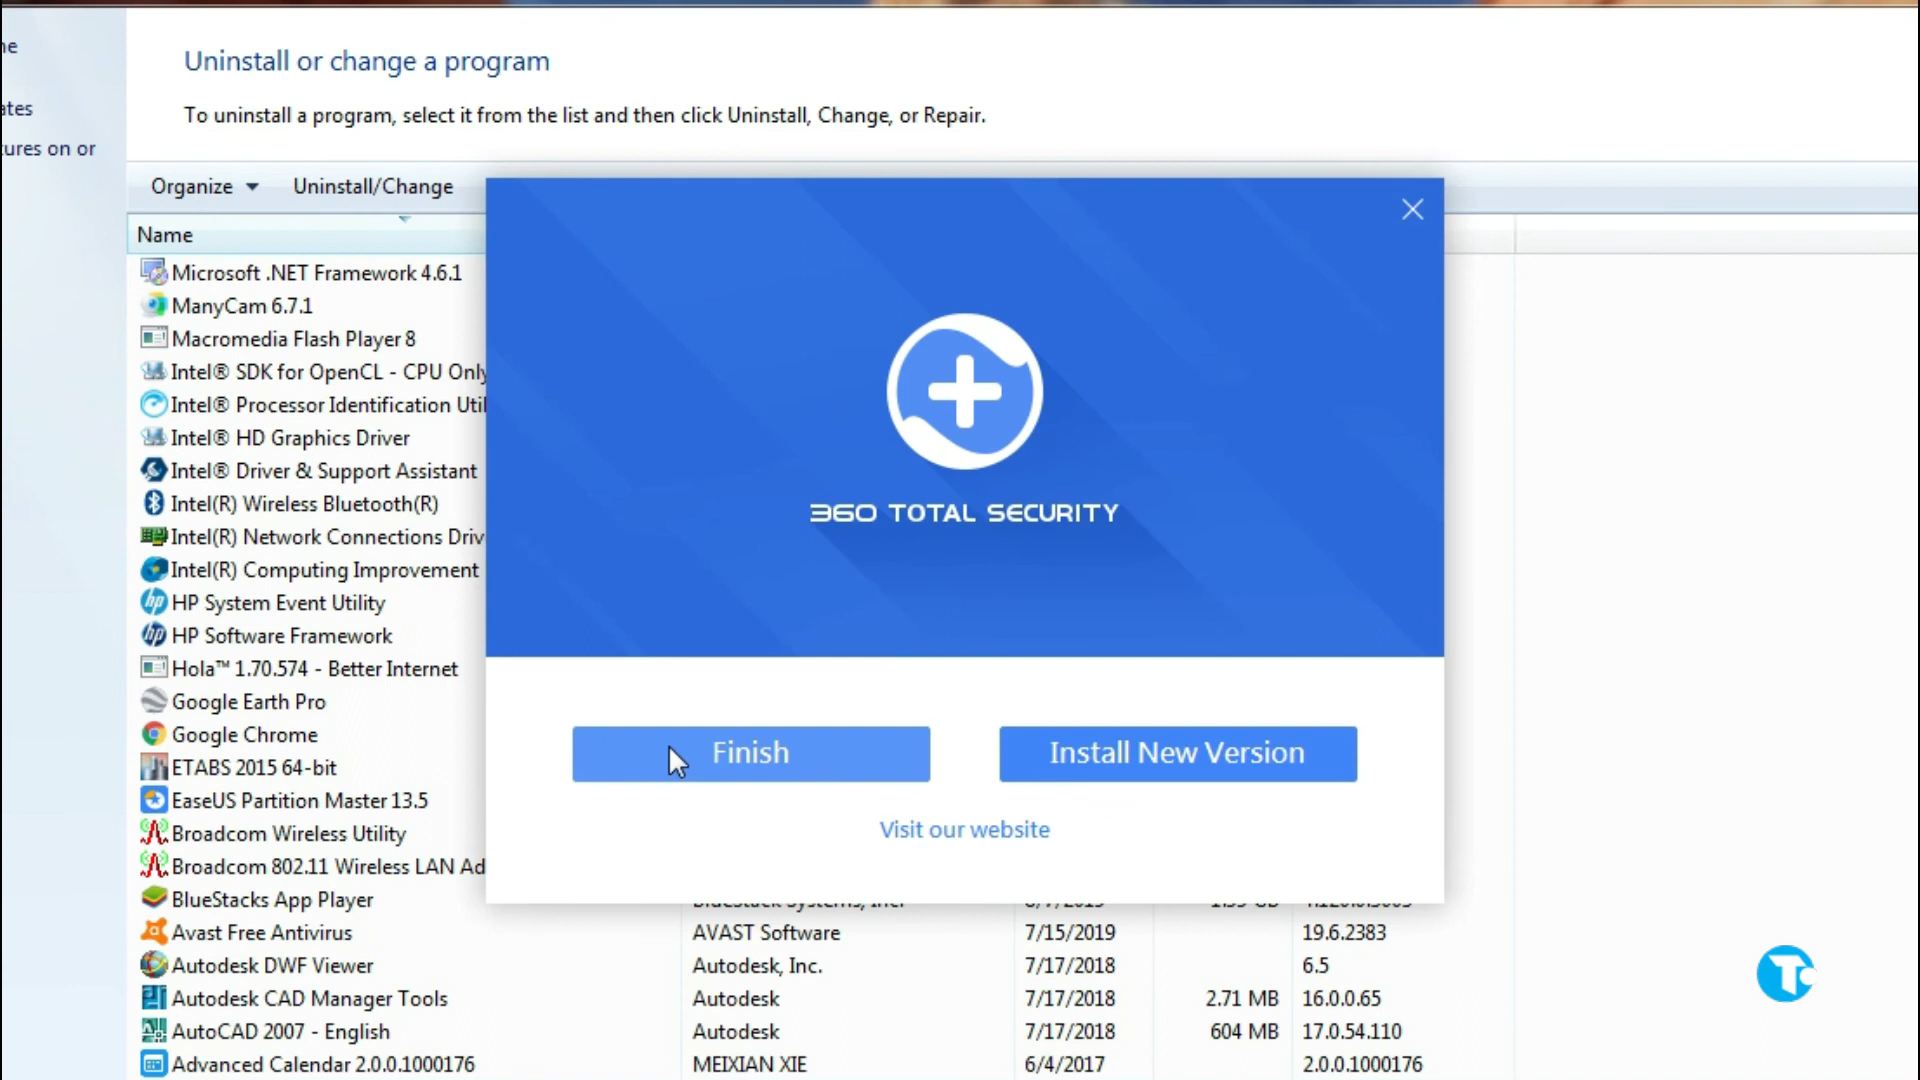 ne
Uninstall or change a program
ates
To uninstall a program, select it from the list and then click Uninstall, Change, or Repair.
tures on or
Organize Uninstall/Change
Name
Microsoft .NET Framework 4.6.1
ManyCam 6.7.1
Macromedia Flash Player 8
Intel® SDK for OpenCL - CPU Only
Intel® Processor Identification Util
Intel® HD Graphics Driver
Intel® Driver & Support Assistant
Intel(R) Wireless Bluetooth(R)
Intel(R) Network Connections Driv
Intel(R) Computing Improvement
HP System Event Utility
HP Software Framework
Hola™ 1.70.574 - Better Internet
Google Earth Pro
Google Chrome
ETABS 2015 64-bit
EaseUS Partition Master 13.5
Broadcom Wireless Utility
Broadcom 802.11 Wireless LAN Ad
360 TOTAL SECURITY
Finish
Install New Version
Visit our website
BlueStacks App Player
Avast Free Antivirus AVAST Software 7/15/2019 19.6.2383
Autodesk DWF Viewer Autodesk, Inc. 7/17/2018 6.5
Autodesk CAD Manager Tools Autodesk 7/17/2018 2.71 MB 16.0.0.65
AutoCAD 2007 - English Autodesk 7/17/2018 604 MB 17.0.54.110
Advanced Calendar 2.0.0.1000176 MEIXIAN XIE 6/4/2017 2.0.0.1000176